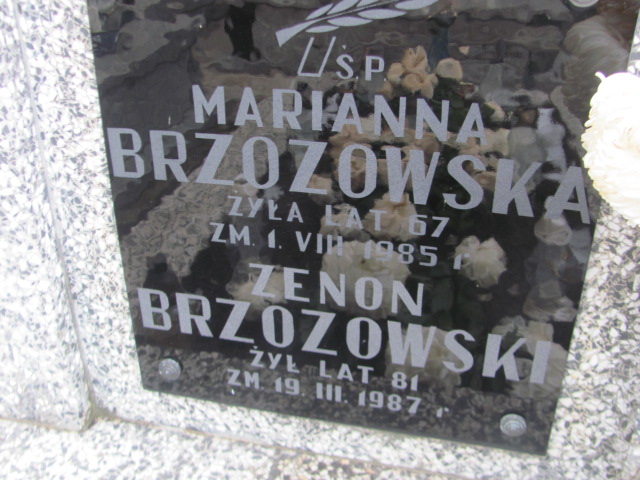 Ś.P.
MARIANNA
BRZOZOWSKA
ŻYŁA LAT 67
ZM. 1. VIII 1985 r
ZENON
BRZOZOWSKI
ŻYŁ LAT 81
ZM 19. III. 1987 r